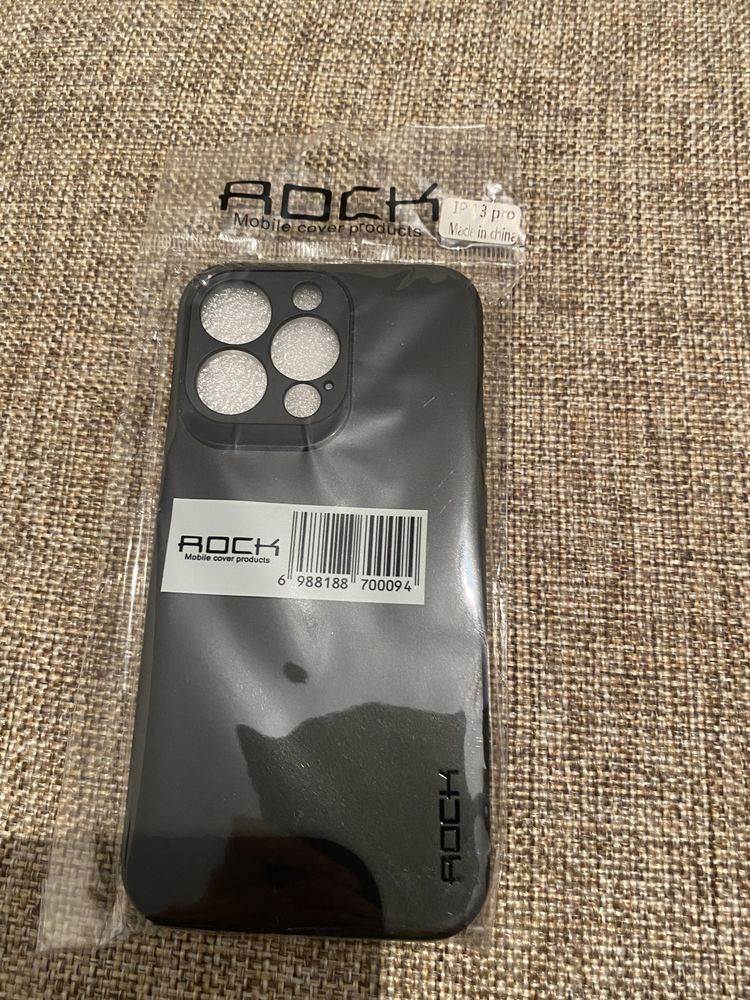 ROCK
Mobile cover products
IP 13 pro
Made in china
ROCK
Mobile cover products
6 988188 700094
ROCK